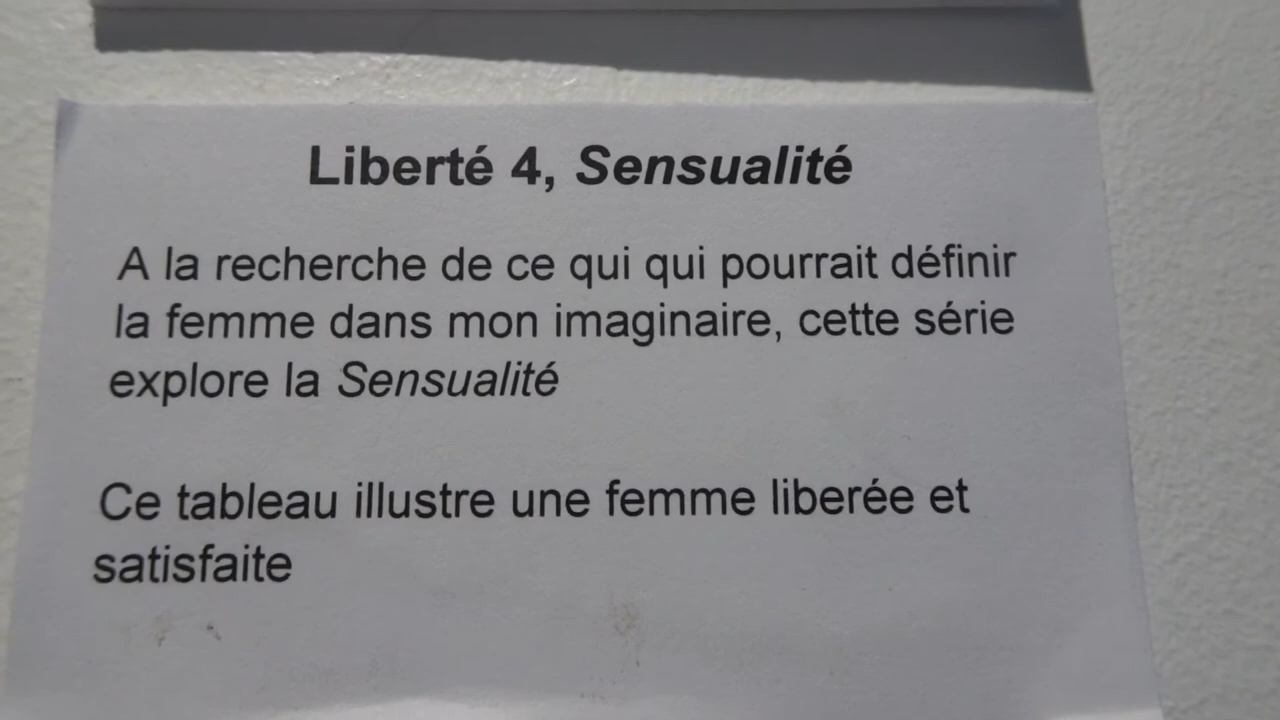 Liberté 4, Sensualité
A la recherche de ce qui qui pourrait définir
la femme dans mon imaginaire, cette série
explore la Sensualité
Ce tableau illustre une femme liberée et
satisfaite